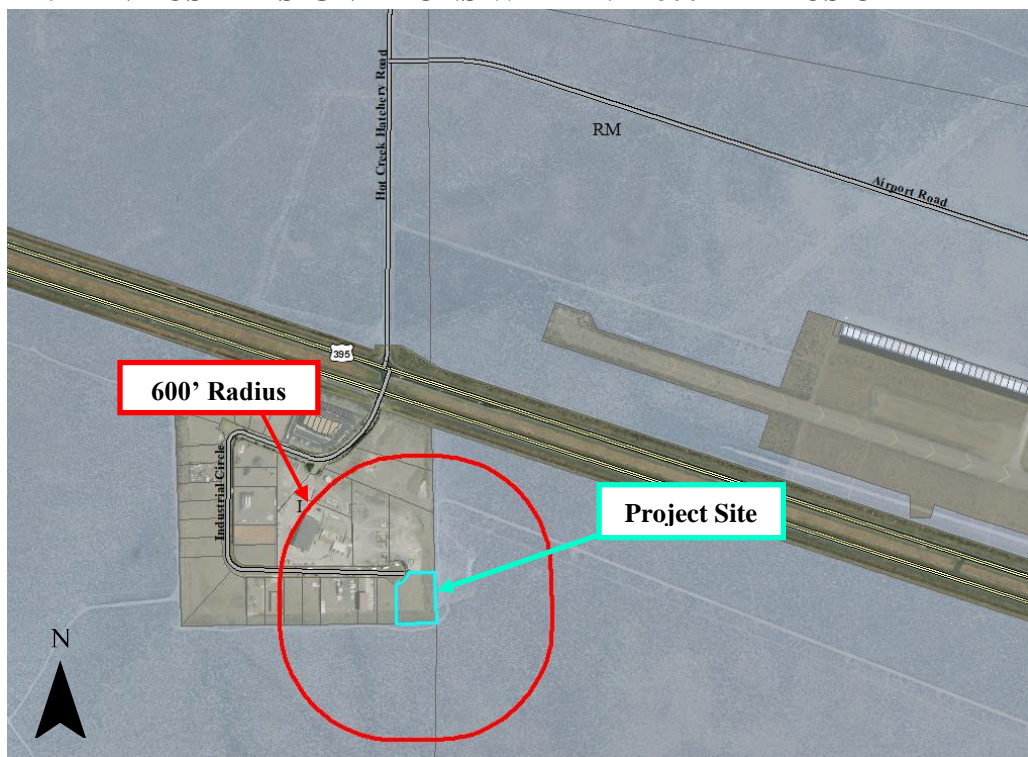 Hot Creek Hatchery Road
RM
Airport Road
395
600’ Radius
I
Industrial Circle
Project Site
N